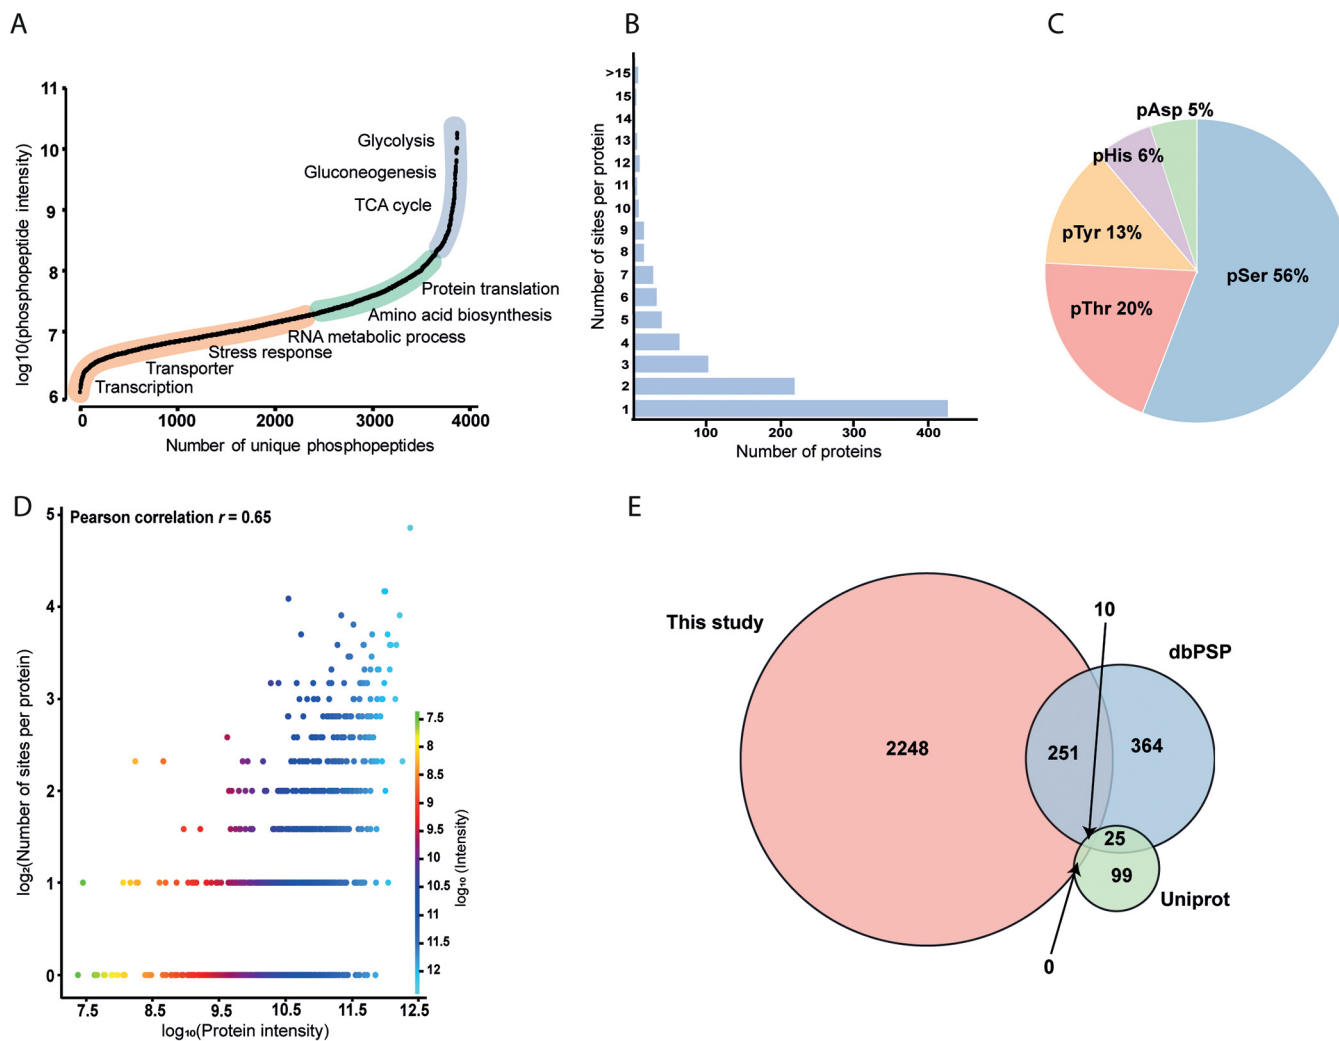 A
log10(phosphopeptide intensity)
11
10
9
8
7
6
Glycolysis
Gluconeogenesis
TCA cycle
Protein translation
Amino acid biosynthesis
RNA metabolic process
Stress response
Transporter
Transcription
0 1000 2000 3000 4000
Number of unique phosphopeptides
B
Number of sites per protein
>15
15
14
13
12
11
10
9
8
7
6
5
4
3
2
1
100 200 300 400
Number of proteins
C
pAsp 5%
pHis 6%
pTyr 13%
pThr 20%
pSer 56%
D
Pearson correlation r = 0.65
log₂(Number of sites per protein)
5
4
3
2
1
0
7.5 8.5 9.5 10.5 11.5 12.5
log₁₀(Protein intensity)
7.5
8
8.5
9
9.5
10
10.5
11
11.5
12
log₁₀ (Intensity)
E
This study
10
dbPSP
2248
251
364
25
99
Uniprot
0